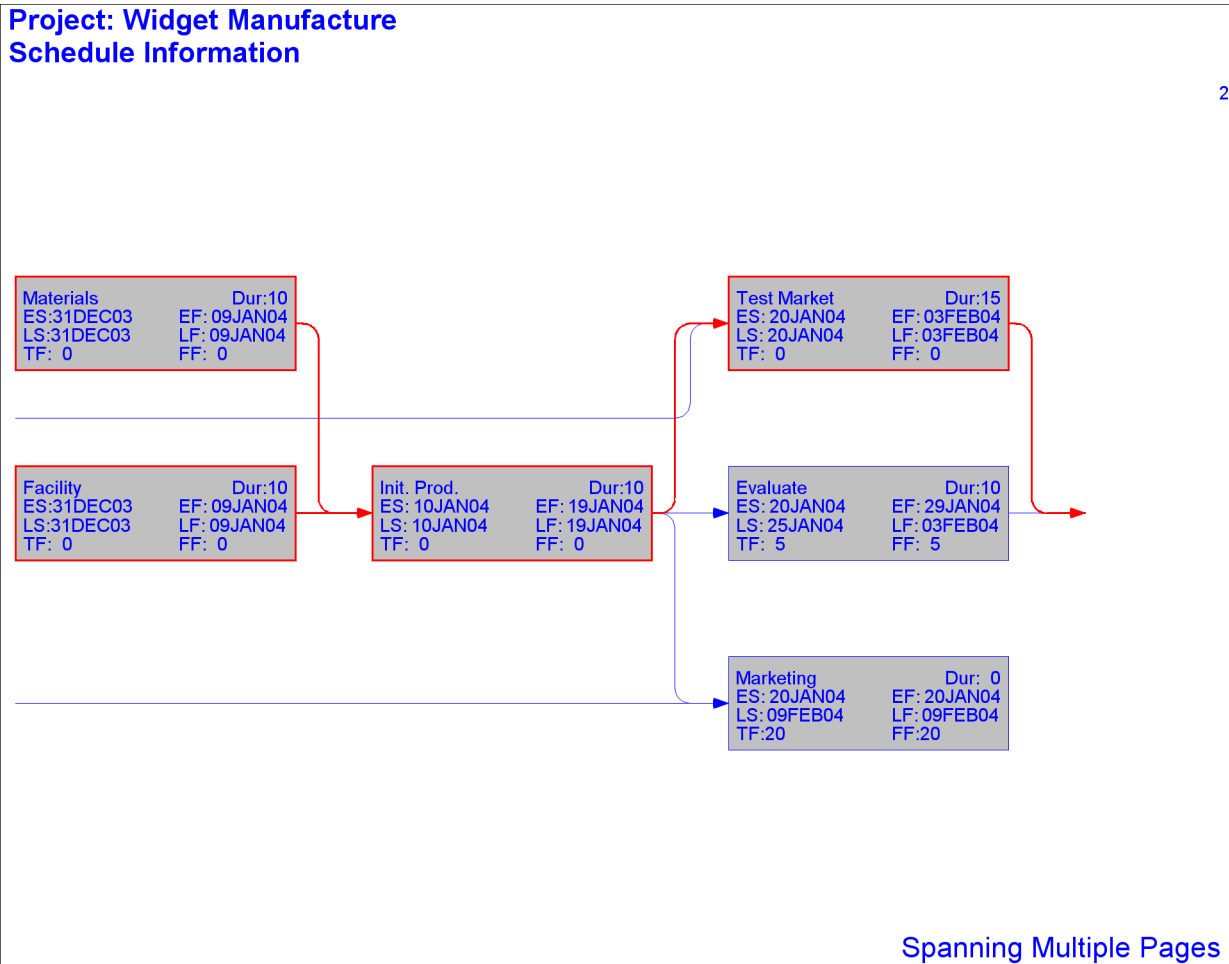 Project: Widget Manufacture
Schedule Information
2
Materials Dur:10
ES:31DEC03 EF: 09JAN04
LS:31DEC03 LF: 09JAN04
TF: 0 FF: 0
Test Market Dur:15
ES: 20JAN04 EF: 03FEB04
LS: 20JAN04 LF: 03FEB04
TF: 0 FF: 0
Facility Dur:10
ES:31DEC03 EF: 09JAN04
LS:31DEC03 LF: 09JAN04
TF: 0 FF: 0
Init. Prod. Dur:10
ES: 10JAN04 EF: 19JAN04
LS: 10JAN04 LF: 19JAN04
TF: 0 FF: 0
Evaluate Dur:10
ES: 20JAN04 EF: 29JAN04
LS: 25JAN04 LF: 03FEB04
TF: 5 FF: 5
Marketing Dur: 0
ES: 20JAN04 EF: 20JAN04
LS: 09FEB04 LF: 09FEB04
TF:20 FF:20
Spanning Multiple Pages